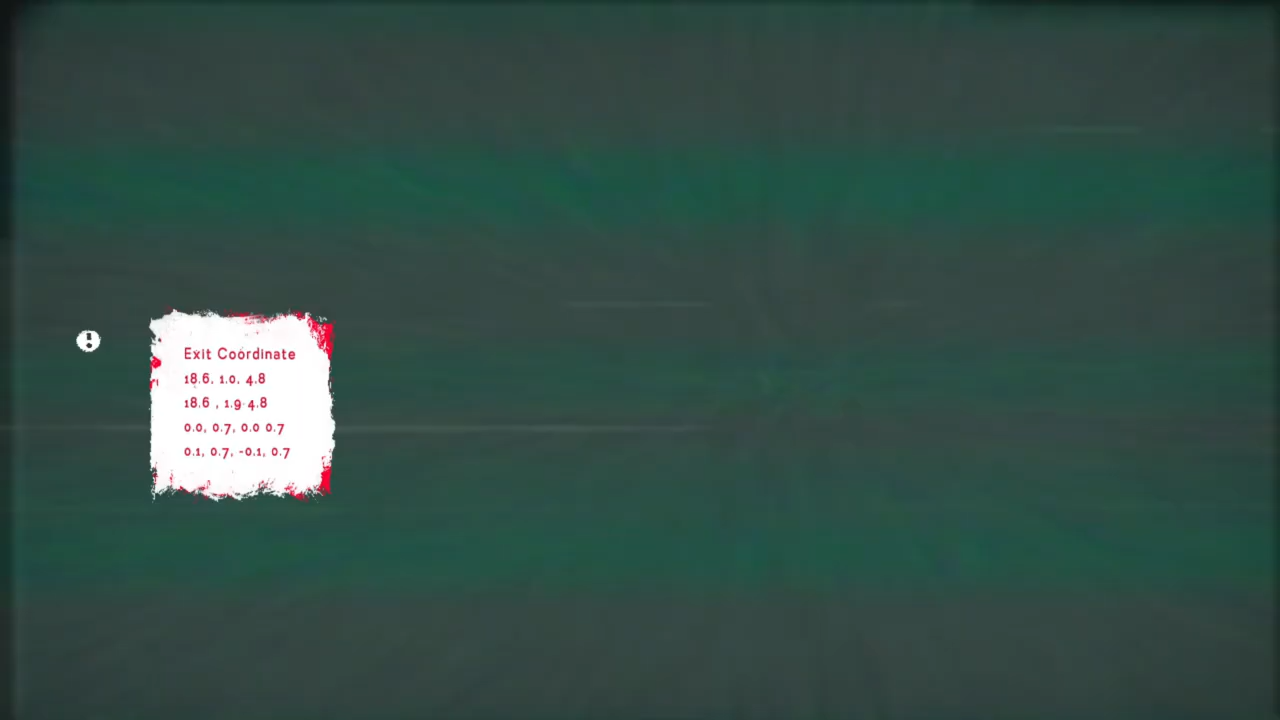 Exit Coordinate
18.6, 1.0, 4.8
18.6 , 1.9 4.8
0.0, 0.7, 0.0 0.7
0.1, 0.7, -0.1, 0.7